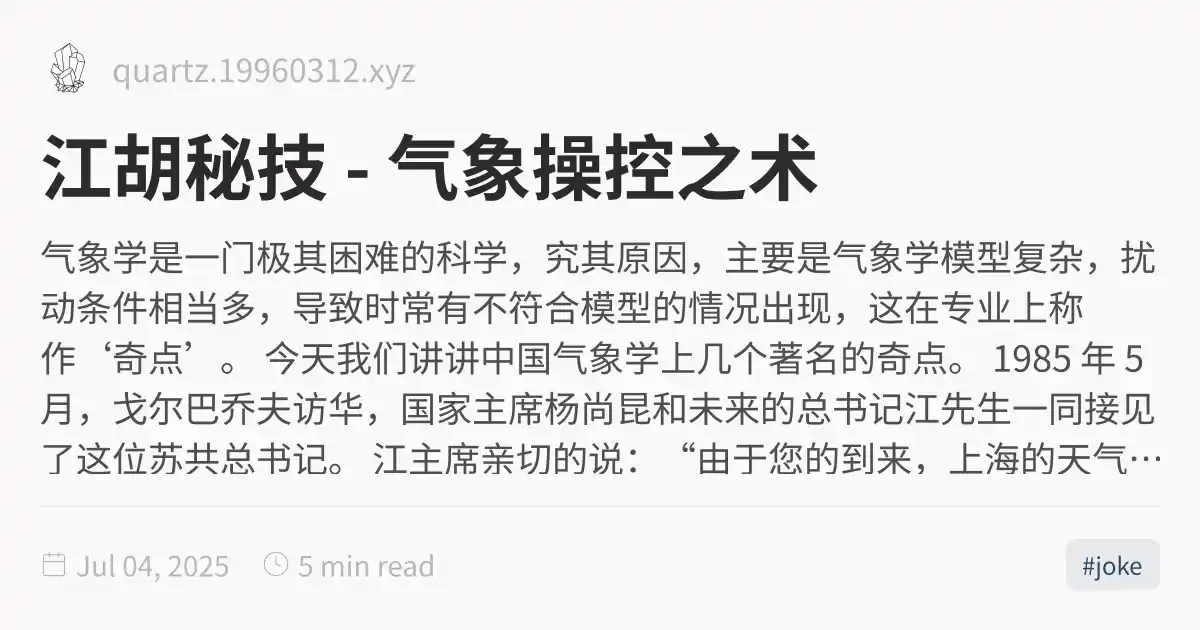 quartz.19960312.xyz
江胡秘技 - 气象操控之术
气象学是一门极其困难的科学，究其原因，主要是气象学模型复杂，扰
动条件相当多，导致时常有不符合模型的情况出现，这在专业上称
作‘奇点’。 今天我们讲讲中国气象学上几个著名的奇点。 1985 年 5
月，戈尔巴乔夫访华，国家主席杨尚昆和未来的总书记江先生一同接见
了这位苏共总书记。 江主席亲切的说：“由于您的到来，上海的天气…
Jul 04, 2025 5 min read
#joke